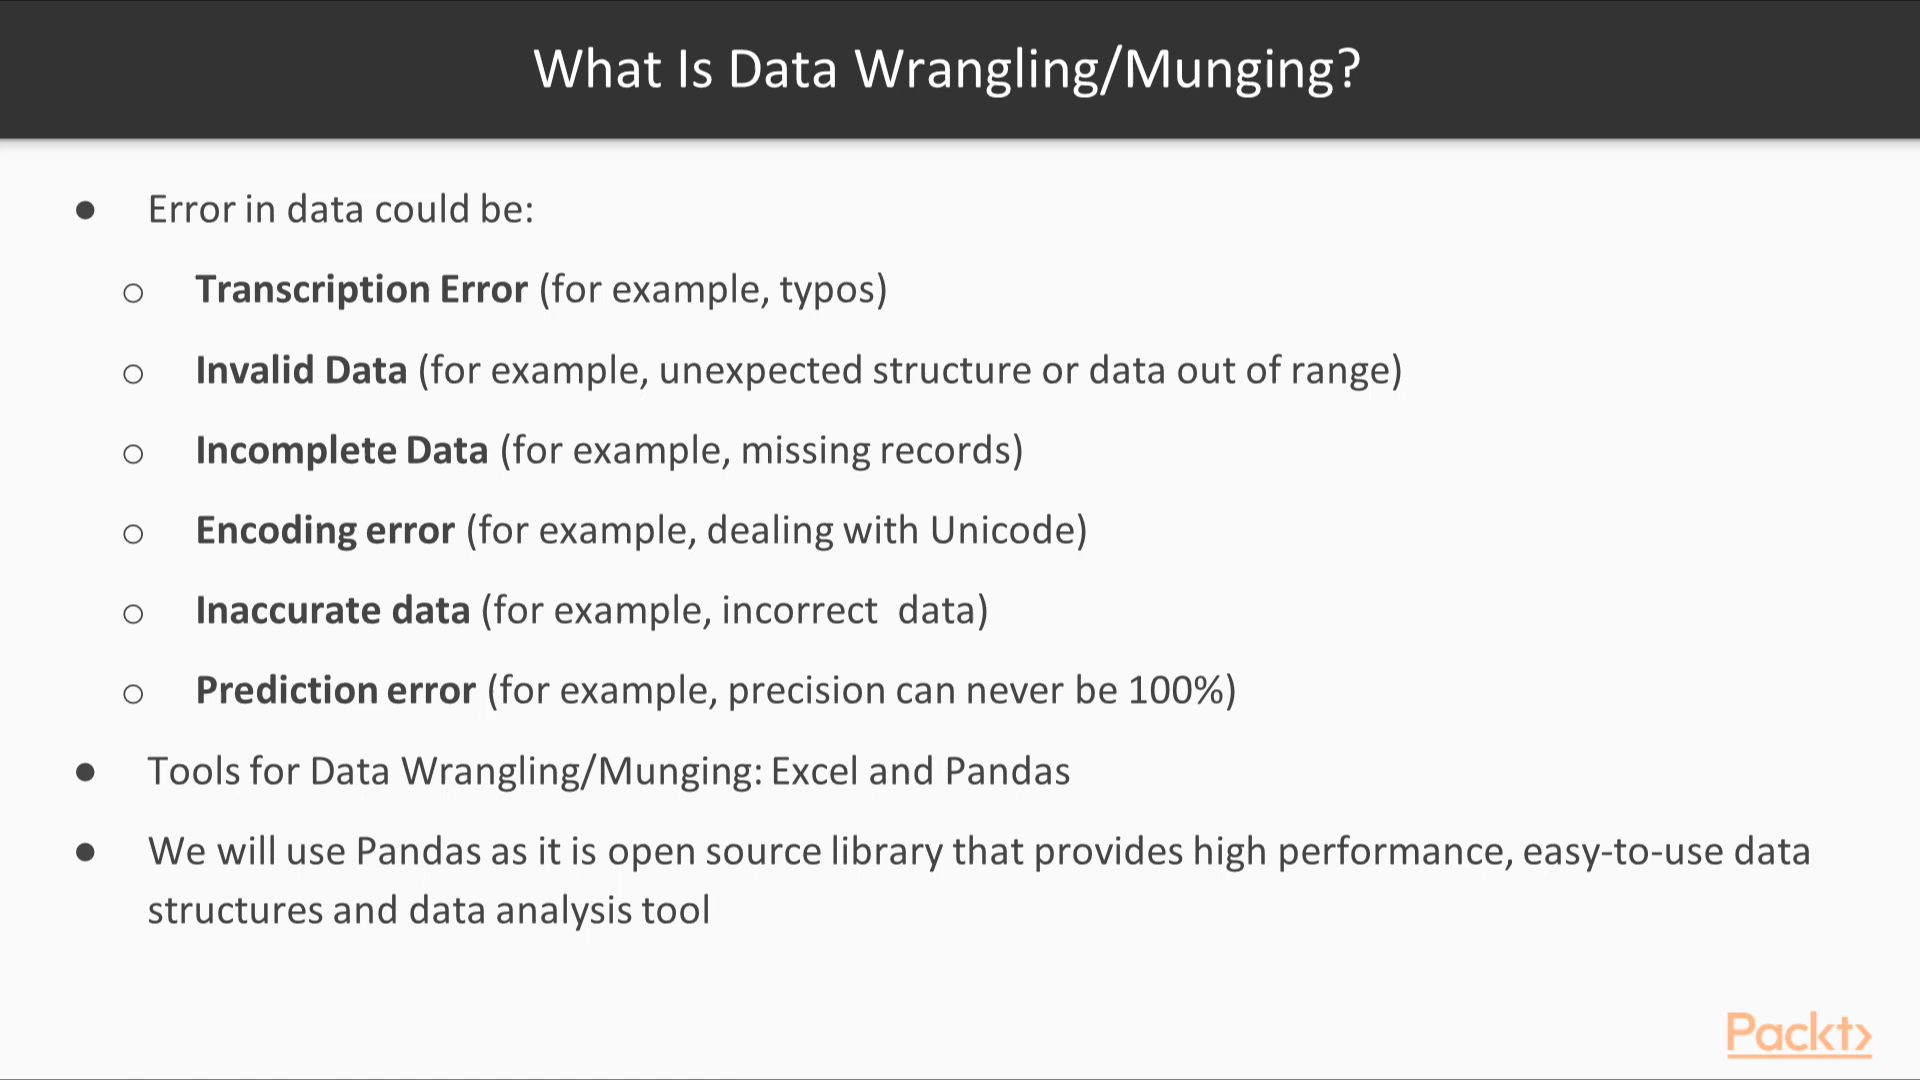 What Is Data Wrangling/Munging?
● Error in data could be:
○ Transcription Error (for example, typos)
○ Invalid Data (for example, unexpected structure or data out of range)
○ Incomplete Data (for example, missing records)
○ Encoding error (for example, dealing with Unicode)
○ Inaccurate data (for example, incorrect  data)
○ Prediction error (for example, precision can never be 100%)
● Tools for Data Wrangling/Munging: Excel and Pandas
● We will use Pandas as it is open source library that provides high performance, easy-to-use data
structures and data analysis tool
Packt>